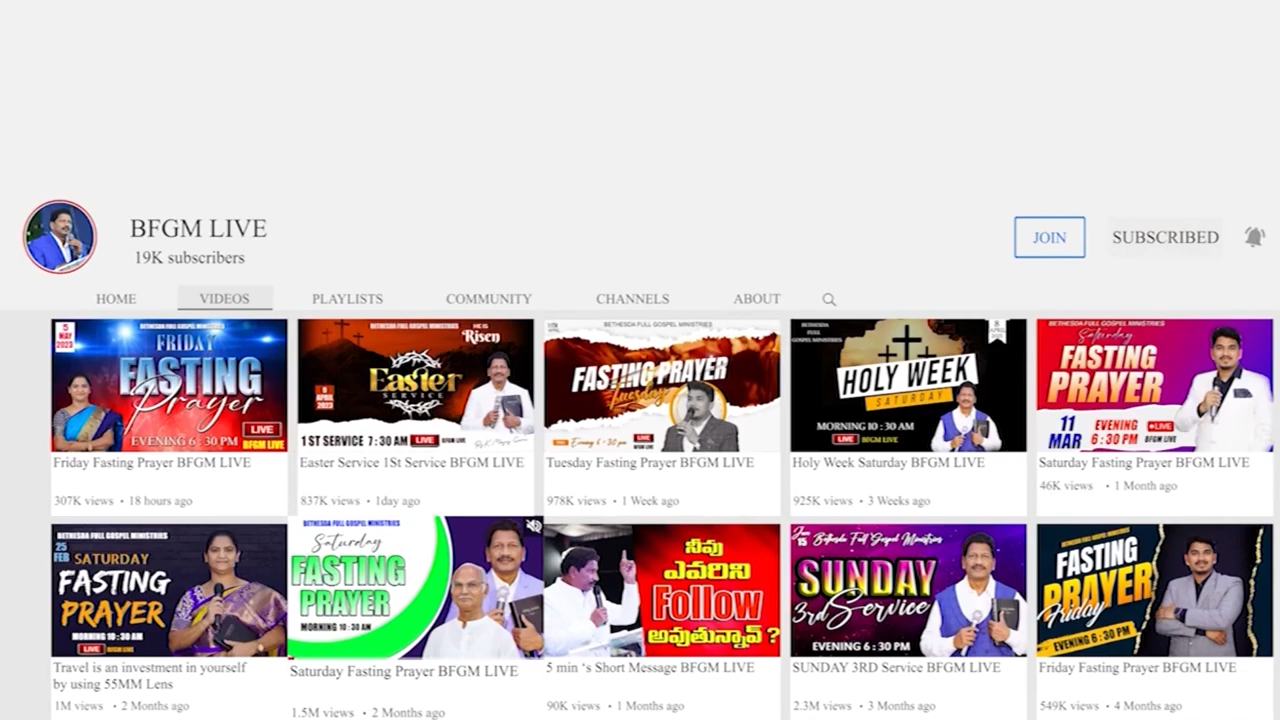 BFGM LIVE
19K subscribers
JOIN
SUBSCRIBED
HOME
VIDEOS
PLAYLISTS
COMMUNITY
CHANNELS
ABOUT
5
MAY
2023
BETHESDA FULL GOSPEL MINISTRIES
FRIDAY
FASTING
Prayer
EVENING 6 : 30 PM
LIVE
BFGM LIVE
Friday Fasting Prayer BFGM LIVE
307K views • 18 hours ago
BETHESDA FULL GOSPEL MINISTRIES
HE IS
Risen
Easter
SERVICE
APRIL
2023
1 ST SERVICE 7 : 30 AM
LIVE
BFGM LIVE
Easter Service 1St Service BFGM LIVE
837K views • 1day ago
BETHESDA FULL GOSPEL MINISTRIES
FASTING PRAYER
Tuesday
Evening 6 : 30 pm
LIVE
BFGM LIVE
Tuesday Fasting Prayer BFGM LIVE
978K views • 1 Week ago
BETHESDA
FULL
GOSPEL MINISTRIES
8
APRIL
HOLY WEEK
SATURDAY
MORNING 10 : 30 AM
LIVE
BFGM LIVE
Holy Week Saturday BFGM LIVE
925K views • 3 Weeks ago
BETHESDA FULL GOSPEL MINISTRIES
Saturday
FASTING
PRAYER
11
MAR
EVENING
6 : 30 PM
LIVE
BFGM LIVE
Saturday Fasting Prayer BFGM LIVE
46K views • 1 Month ago
BETHESDA FULL GOSPEL MINISTRIES
25
FEB
SATURDAY
FASTING
PRAYER
MORNING 10 : 30 AM
LIVE
BFGM LIVE
Travel is an investment in yourself
by using 55MM Lens
1M views • 2 Months ago
BETHESDA FULL GOSPEL MINISTRIES
Saturday
FASTING
PRAYER
MORNING 10 : 30 AM
Saturday Fasting Prayer BFGM LIVE
1.5M views • 2 Months ago
నీవు
ఎవరిని
Follow
అవుతున్నావ్ ?
5 min ‘s Short Message BFGM LIVE
90K views • 1 Months ago
15
Bethesda Full Gospel Ministries
SUNDAY
3rd Service
EVENING 6 : 30 PM
SUNDAY 3RD Service BFGM LIVE
2.3M views • 3 Months ago
BETHESDA FULL GOSPEL MINISTRIES
FASTING
PRAYER
Friday
EVENING 6 : 30 PM
Friday Fasting Prayer BFGM LIVE
549K views • 4 Months ago